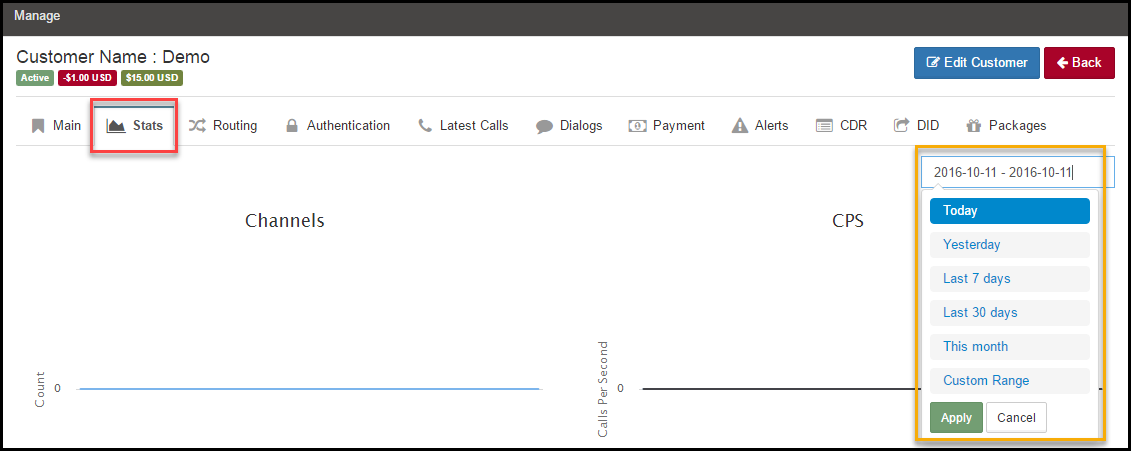 Manage
Customer Name : Demo
Edit Customer
Back
Active -$1.00 USD $15.00 USD
Main Stats Routing Authentication Latest Calls Dialogs Payment Alerts CDR DID Packages
2016-10-11 - 2016-10-11
Channels
CPS
Today
Yesterday
Last 7 days
Last 30 days
This month
Custom Range
Apply Cancel
Count
0
Calls Per Second
0